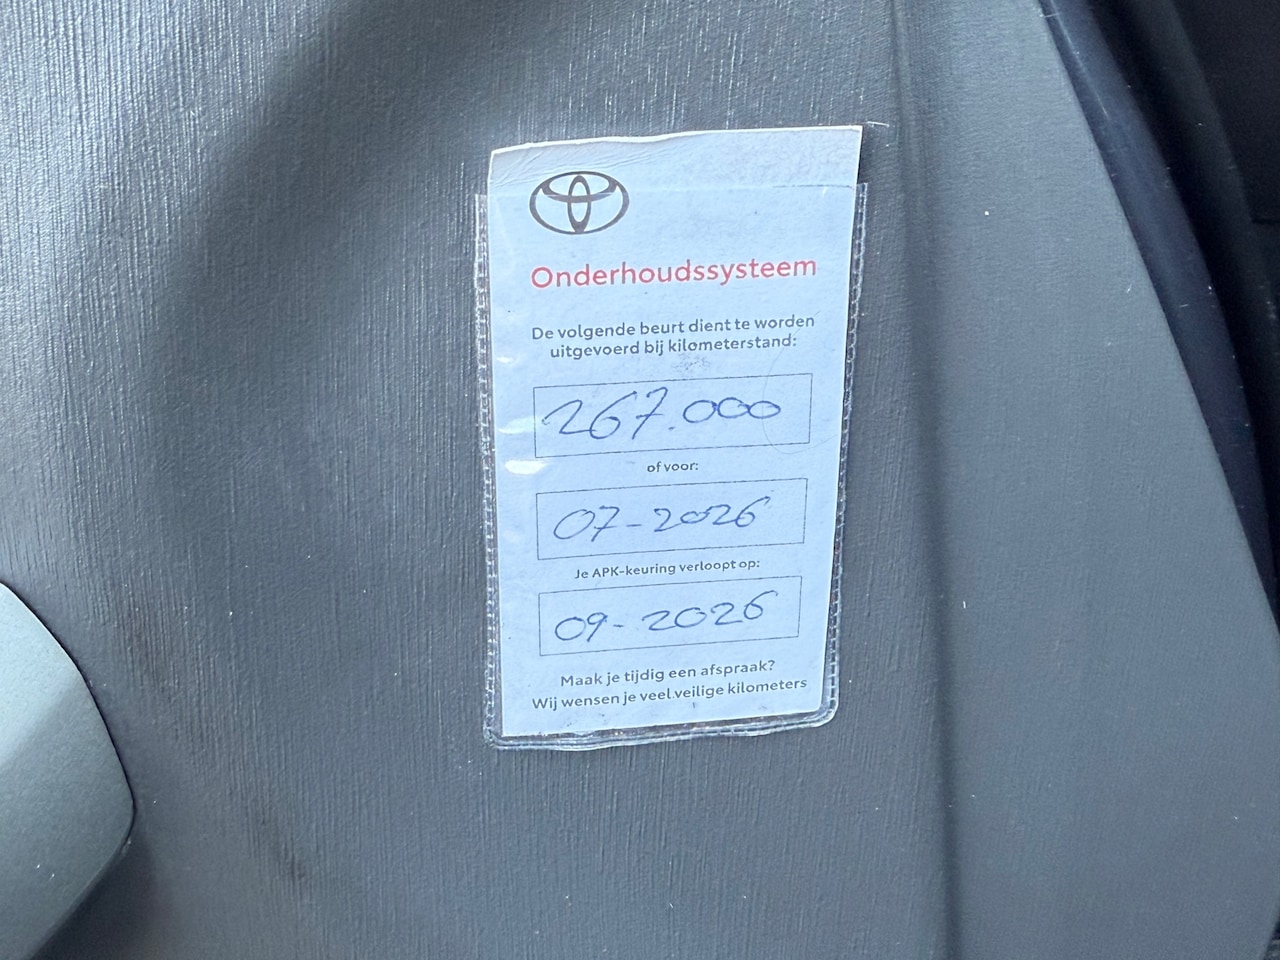 Onderhoudssysteem
De volgende beurt dient te worden
uitgevoerd bij kilometerstand:
267.000
of voor:
07-2026
Je APK-keuring verloopt op:
09-2026
Maak je tijdig een afspraak?
Wij wensen je veel veilige kilometers